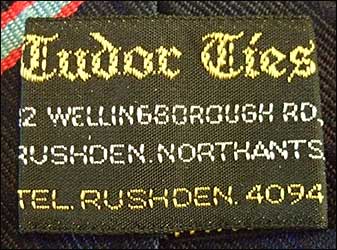 Tudor Ties
2 WELLINGBOROUGH RD,
RUSHDEN. NORTHANTS
TEL. RUSHDEN. 4094